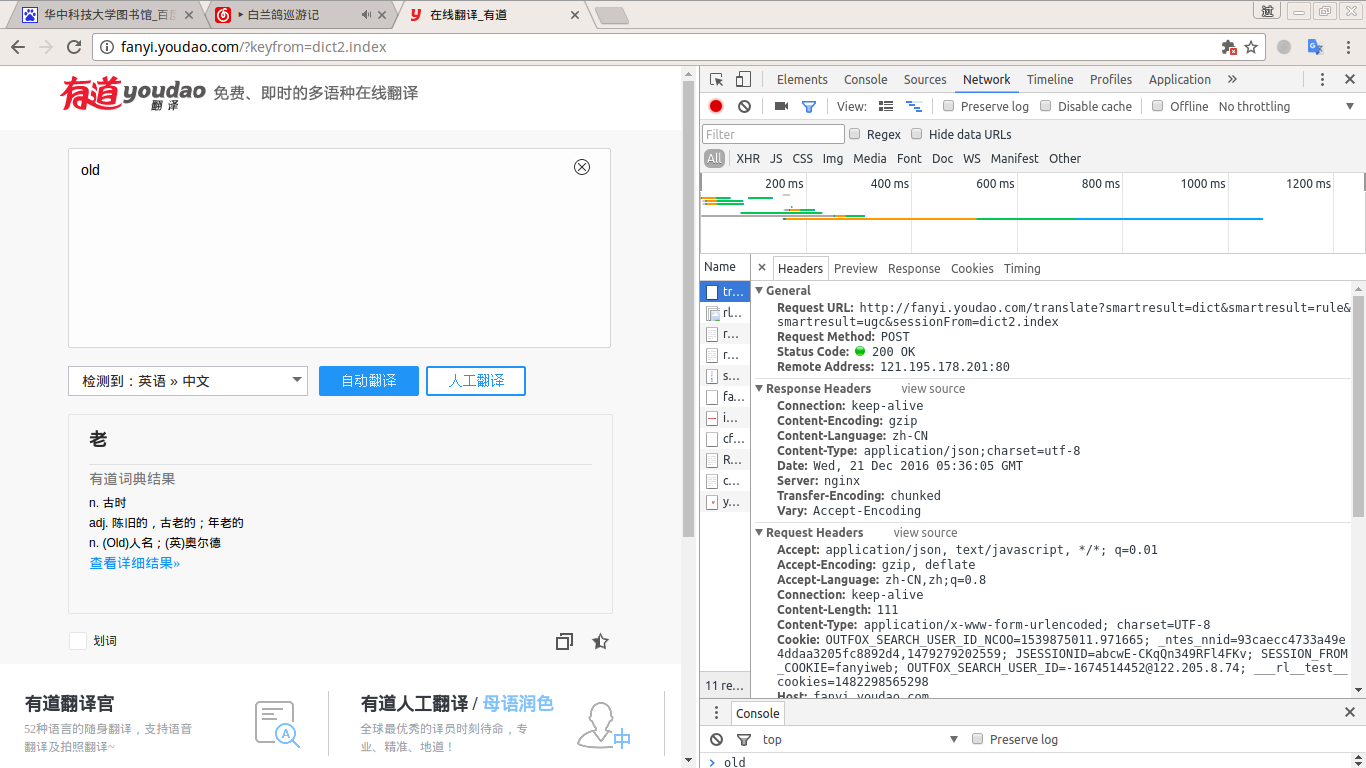 华中科技大学图书馆_百度
▸ 白兰鸽巡游记
在线翻译_有道
fanyi.youdao.com/?keyfrom=dict2.index
有道 youdao 翻译
免费、即时的多语种在线翻译
old
检测到：英语 » 中文
自动翻译
人工翻译
老
有道词典结果
n. 古时
adj. 陈旧的，古老的；年老的
n. (Old)人名；(英)奥尔德
查看详细结果»
划词
有道翻译官
52种语言的随身翻译，支持语音
翻译及拍照翻译~
有道人工翻译 / 母语润色
全球最优秀的译员时刻待命，专
业、精准、地道！
中
Elements Console Sources Network Timeline Profiles Application »
View: Preserve log Disable cache Offline No throttling
Filter Regex Hide data URLs
All XHR JS CSS Img Media Font Doc WS Manifest Other
200 ms 400 ms 600 ms 800 ms 1000 ms 1200 ms
Name
tr...
rl...
r...
r...
s...
fa...
i...
cf...
R...
c...
y...
11 re...
× Headers Preview Response Cookies Timing
General
Request URL: http://fanyi.youdao.com/translate?smartresult=dict&smartresult=rule&
smartresult=ugc&sessionFrom=dict2.index
Request Method: POST
Status Code: 200 OK
Remote Address: 121.195.178.201:80
Response Headers view source
Connection: keep-alive
Content-Encoding: gzip
Content-Language: zh-CN
Content-Type: application/json;charset=utf-8
Date: Wed, 21 Dec 2016 05:36:05 GMT
Server: nginx
Transfer-Encoding: chunked
Vary: Accept-Encoding
Request Headers view source
Accept: application/json, text/javascript, */*; q=0.01
Accept-Encoding: gzip, deflate
Accept-Language: zh-CN,zh;q=0.8
Connection: keep-alive
Content-Length: 111
Content-Type: application/x-www-form-urlencoded; charset=UTF-8
Cookie: OUTFOX_SEARCH_USER_ID_NCOO=1539875011.971665; _ntes_nnid=93caecc4733a49e
4ddaa3205fc8892d4,1479279202559; JSESSIONID=abcwE-CKqQn349RFl4FKv; SESSION_FROM
_COOKIE=fanyiweb; OUTFOX_SEARCH_USER_ID=-1674514452@122.205.8.74; ___rl__test__
cookies=1482298565298
Host: fanyi.youdao.com
Console
top Preserve log
old